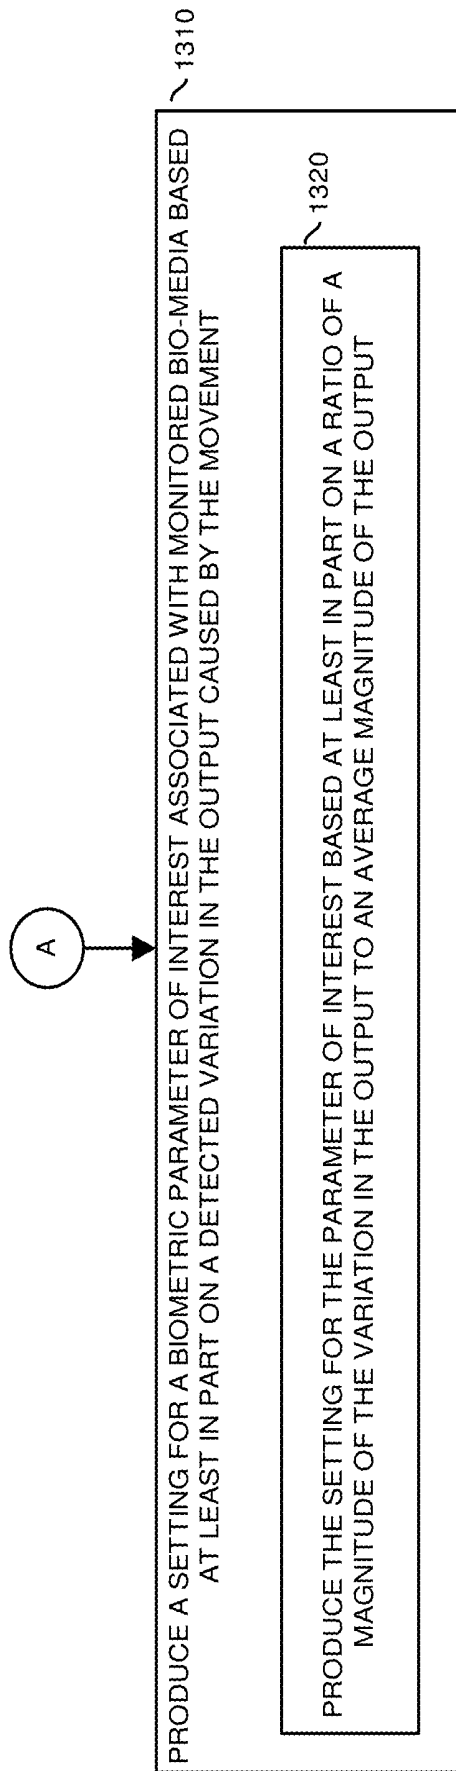 A
PRODUCE A SETTING FOR A BIOMETRIC PARAMETER OF INTEREST ASSOCIATED WITH MONITORED BIO-MEDIA BASED
AT LEAST IN PART ON A DETECTED VARIATION IN THE OUTPUT CAUSED BY THE MOVEMENT
1310
PRODUCE THE SETTING FOR THE PARAMETER OF INTEREST BASED AT LEAST IN PART ON A RATIO OF A
MAGNITUDE OF THE VARIATION IN THE OUTPUT TO AN AVERAGE MAGNITUDE OF THE OUTPUT
1320